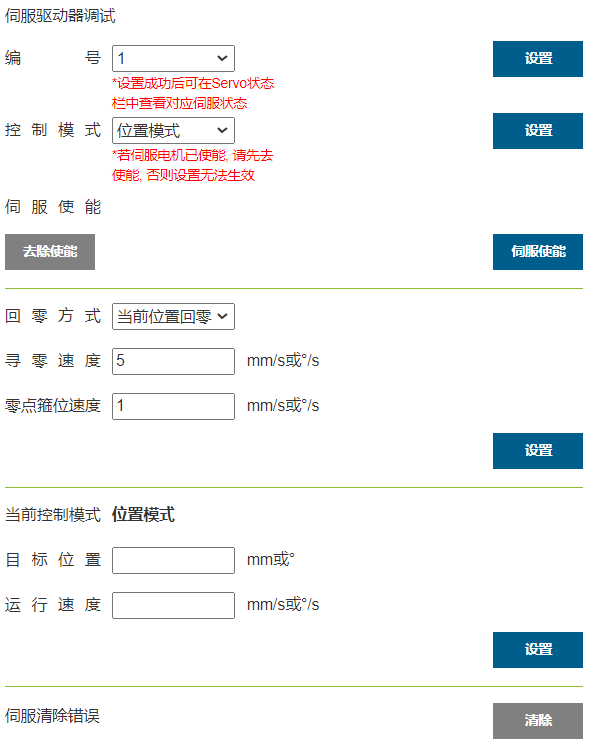 伺服驱动器调试
编号 1 设置
*设置成功后可在Servo状态
栏中查看对应伺服状态
控制模式 位置模式 设置
*若伺服电机已使能, 请先去
使能, 否则设置无法生效
伺服使能
去除使能 伺服使能
回零方式 当前位置回零
寻零速度 5 mm/s或°/s
零点箍位速度 1 mm/s或°/s
设置
当前控制模式 位置模式
目标位置 mm或°
运行速度 mm/s或°/s
设置
伺服清除错误 清除